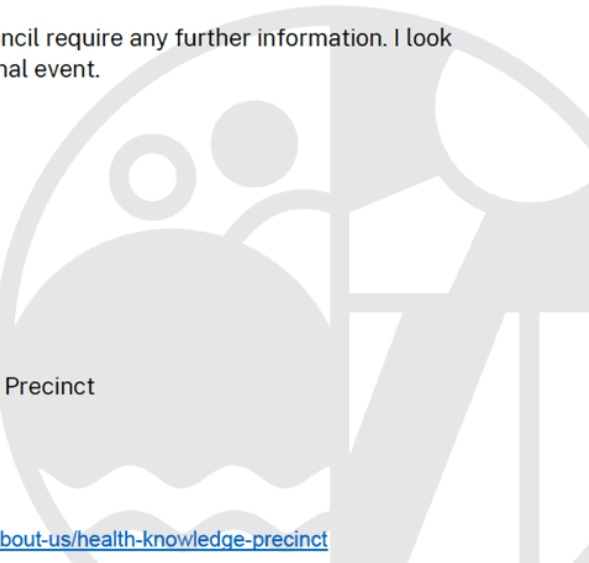 ncil require any further information. I look
nal event.
Precinct
bout-us/health-knowledge-precinct